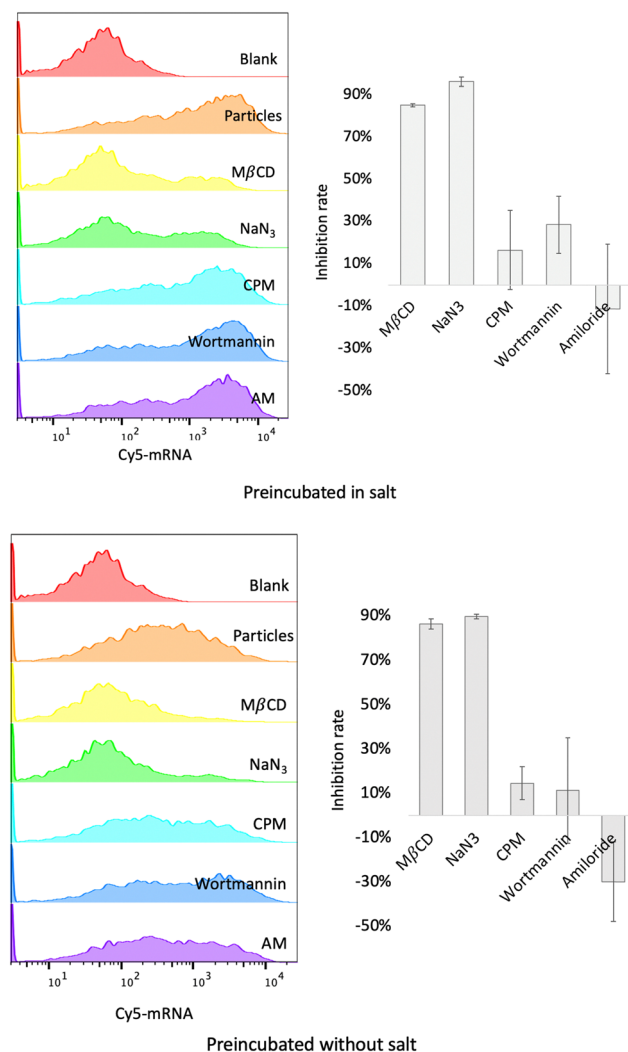 Blank
Particles
MβCD
NaN₃
CPM
Wortmannin
AM
10¹ 10² 10³ 10⁴
Cy5-mRNA
Inhibition rate
90%
70%
50%
30%
10%
-10%
-30%
-50%
MβCD
NaN3
CPM
Wortmannin
Amiloride
Preincubated in salt
Blank
Particles
MβCD
NaN₃
CPM
Wortmannin
AM
10¹ 10² 10³ 10⁴
Cy5-mRNA
Inhibition rate
90%
70%
50%
30%
10%
-10%
-30%
-50%
MβCD
NaN3
CPM
Wortmannin
Amiloride
Preincubated without salt